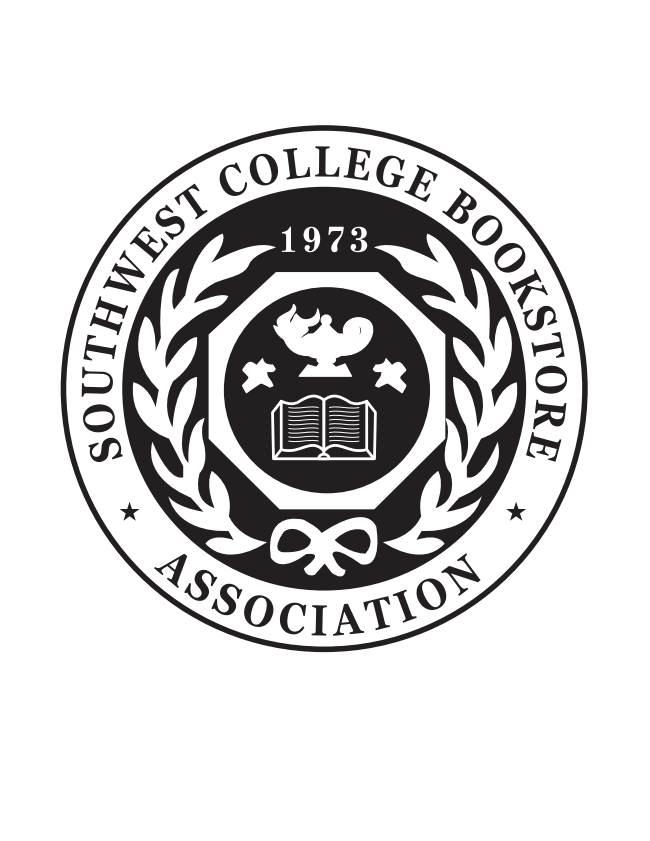 SOUTHWEST COLLEGE BOOKSTORE
1973
ASSOCIATION